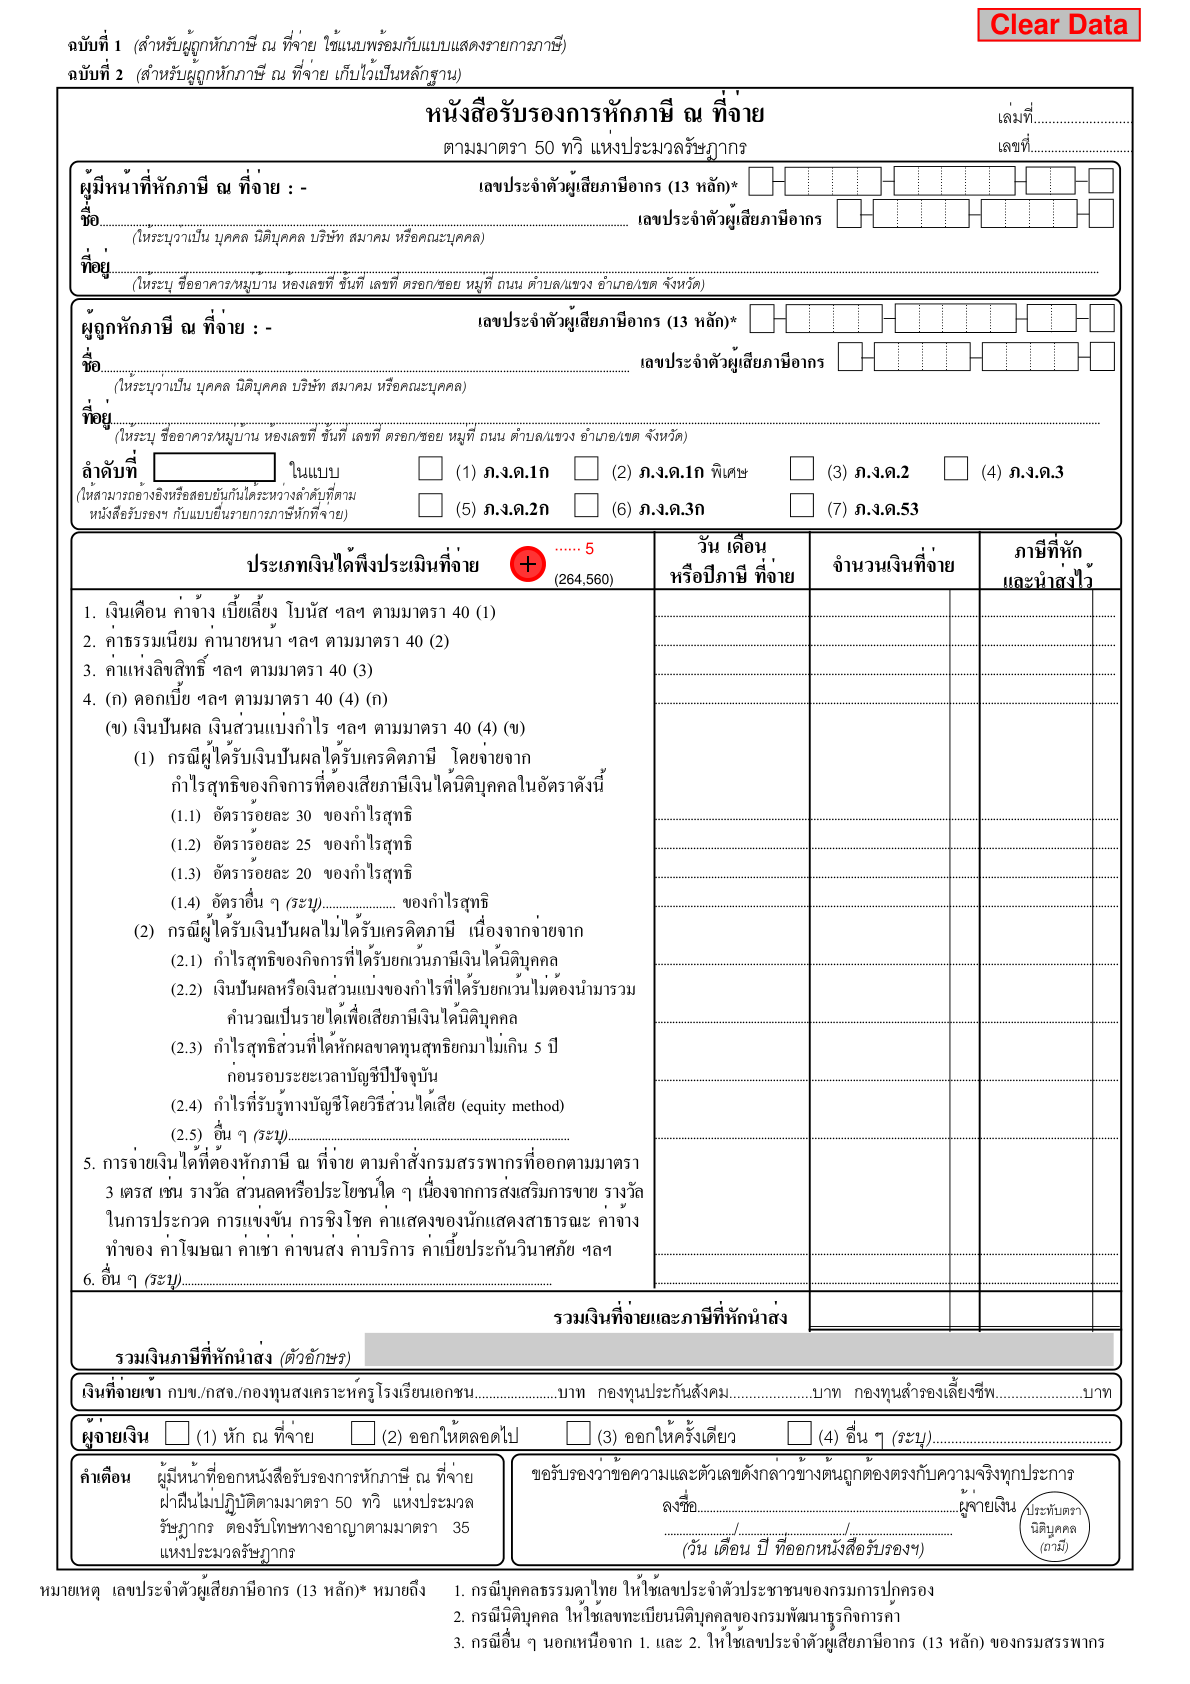 Clear Data
ฉบับที่ 1 (สำหรับผู้ถูกหักภาษี ณ ที่จ่าย ใช้แนบพร้อมกับแบบแสดงรายการภาษี)
ฉบับที่ 2 (สำหรับผู้ถูกหักภาษี ณ ที่จ่าย เก็บไว้เป็นหลักฐาน)
หนังสือรับรองการหักภาษี ณ ที่จ่าย
เล่มที่..........................
ตามมาตรา 50 ทวิ แห่งประมวลรัษฎากร
เลขที่..........................
ผู้มีหน้าที่หักภาษี ณ ที่จ่าย : - เลขประจำตัวผู้เสียภาษีอากร (13 หลัก)*
ชื่อ.......................... เลขประจำตัวผู้เสียภาษีอากร
(ให้ระบุว่าเป็น บุคคล นิติบุคคล บริษัท สมาคม หรือคณะบุคคล)
ที่อยู่..........................
(ให้ระบุ ชื่ออาคาร/หมู่บ้าน ห้องเลขที่ ชั้นที่ เลขที่ ตรอก/ซอย หมู่ที่ ถนน ตำบล/แขวง อำเภอ/เขต จังหวัด)
ผู้ถูกหักภาษี ณ ที่จ่าย : - เลขประจำตัวผู้เสียภาษีอากร (13 หลัก)*
ชื่อ.......................... เลขประจำตัวผู้เสียภาษีอากร
(ให้ระบุว่าเป็น บุคคล นิติบุคคล บริษัท สมาคม หรือคณะบุคคล)
ที่อยู่..........................
(ให้ระบุ ชื่ออาคาร/หมู่บ้าน ห้องเลขที่ ชั้นที่ เลขที่ ตรอก/ซอย หมู่ที่ ถนน ตำบล/แขวง อำเภอ/เขต จังหวัด)
ลำดับที่ ในแบบ (1) ภ.ง.ด.1ก (2) ภ.ง.ด.1ก พิเศษ (3) ภ.ง.ด.2 (4) ภ.ง.ด.3
(ให้สามารถอ้างอิงหรือสอบยันกันได้ระหว่างลำดับที่ตาม
หนังสือรับรองฯ กับแบบยื่นรายการภาษีหักที่จ่าย) (5) ภ.ง.ด.2ก (6) ภ.ง.ด.3ก (7) ภ.ง.ด.53
ประเภทเงินได้พึงประเมินที่จ่าย
...... 5
(264,560)
วัน เดือน
หรือปีภาษี ที่จ่าย
จำนวนเงินที่จ่าย
ภาษีที่หัก
และนำส่งไว้
1. เงินเดือน ค่าจ้าง เบี้ยเลี้ยง โบนัส ฯลฯ ตามมาตรา 40 (1)
2. ค่าธรรมเนียม ค่านายหน้า ฯลฯ ตามมาตรา 40 (2)
3. ค่าแห่งลิขสิทธิ์ ฯลฯ ตามมาตรา 40 (3)
4. (ก) ดอกเบี้ย ฯลฯ ตามมาตรา 40 (4) (ก)
(ข) เงินปันผล เงินส่วนแบ่งกำไร ฯลฯ ตามมาตรา 40 (4) (ข)
(1) กรณีผู้ได้รับเงินปันผลได้รับเครดิตภาษี โดยจ่ายจาก
กำไรสุทธิของกิจการที่ต้องเสียภาษีเงินได้นิติบุคคลในอัตราดังนี้
(1.1) อัตราร้อยละ 30 ของกำไรสุทธิ
(1.2) อัตราร้อยละ 25 ของกำไรสุทธิ
(1.3) อัตราร้อยละ 20 ของกำไรสุทธิ
(1.4) อัตราอื่น ๆ (ระบุ)...................... ของกำไรสุทธิ
(2) กรณีผู้ได้รับเงินปันผลไม่ได้รับเครดิตภาษี เนื่องจากจ่ายจาก
(2.1) กำไรสุทธิของกิจการที่ได้รับยกเว้นภาษีเงินได้นิติบุคคล
(2.2) เงินปันผลหรือเงินส่วนแบ่งของกำไรที่ได้รับยกเว้นไม่ต้องนำมารวม
คำนวณเป็นรายได้เพื่อเสียภาษีเงินได้นิติบุคคล
(2.3) กำไรสุทธิส่วนที่ได้หักผลขาดทุนสุทธิยกมาไม่เกิน 5 ปี
ก่อนรอบระยะเวลาบัญชีปีปัจจุบัน
(2.4) กำไรที่รับรู้ทางบัญชีโดยวิธีส่วนได้เสีย (equity method)
(2.5) อื่น ๆ (ระบุ)..........................
5. การจ่ายเงินได้ที่ต้องหักภาษี ณ ที่จ่าย ตามคำสั่งกรมสรรพากรที่ออกตามมาตรา
3 เตรส เช่น รางวัล ส่วนลดหรือประโยชน์ใด ๆ เนื่องจากการส่งเสริมการขาย รางวัล
ในการประกวด การแข่งขัน การชิงโชค ค่าแสดงของนักแสดงสาธารณะ ค่าจ้าง
ทำของ ค่าโฆษณา ค่าเช่า ค่าขนส่ง ค่าบริการ ค่าเบี้ยประกันวินาศภัย ฯลฯ
6. อื่น ๆ (ระบุ)..........................
รวมเงินที่จ่ายและภาษีที่หักนำส่ง
รวมเงินภาษีที่หักนำส่ง (ตัวอักษร)
เงินที่จ่ายเข้า กบข./กสจ./กองทุนสงเคราะห์ครูโรงเรียนเอกชน......................บาท กองทุนประกันสังคม......................บาท กองทุนสำรองเลี้ยงชีพ......................บาท
ผู้จ่ายเงิน (1) หัก ณ ที่จ่าย (2) ออกให้ตลอดไป (3) ออกให้ครั้งเดียว (4) อื่น ๆ (ระบุ)..........................
คำเตือน ผู้มีหน้าที่ออกหนังสือรับรองการหักภาษี ณ ที่จ่าย
ฝ่าฝืนไม่ปฏิบัติตามมาตรา 50 ทวิ แห่งประมวล
รัษฎากร ต้องรับโทษทางอาญาตามมาตรา 35
แห่งประมวลรัษฎากร
ขอรับรองว่าข้อความและตัวเลขดังกล่าวข้างต้นถูกต้องตรงกับความจริงทุกประการ
ลงชื่อ..........................ผู้จ่ายเงิน
................/........................../..........................
(วัน เดือน ปี ที่ออกหนังสือรับรองฯ)
ประทับตรา
นิติบุคคล
(ถ้ามี)
หมายเหตุ เลขประจำตัวผู้เสียภาษีอากร (13 หลัก)* หมายถึง 1. กรณีบุคคลธรรมดาไทย ให้ใช้เลขประจำตัวประชาชนของกรมการปกครอง
2. กรณีนิติบุคคล ให้ใช้เลขทะเบียนนิติบุคคลของกรมพัฒนาธุรกิจการค้า
3. กรณีอื่น ๆ นอกเหนือจาก 1. และ 2. ให้ใช้เลขประจำตัวผู้เสียภาษีอากร (13 หลัก) ของกรมสรรพากร